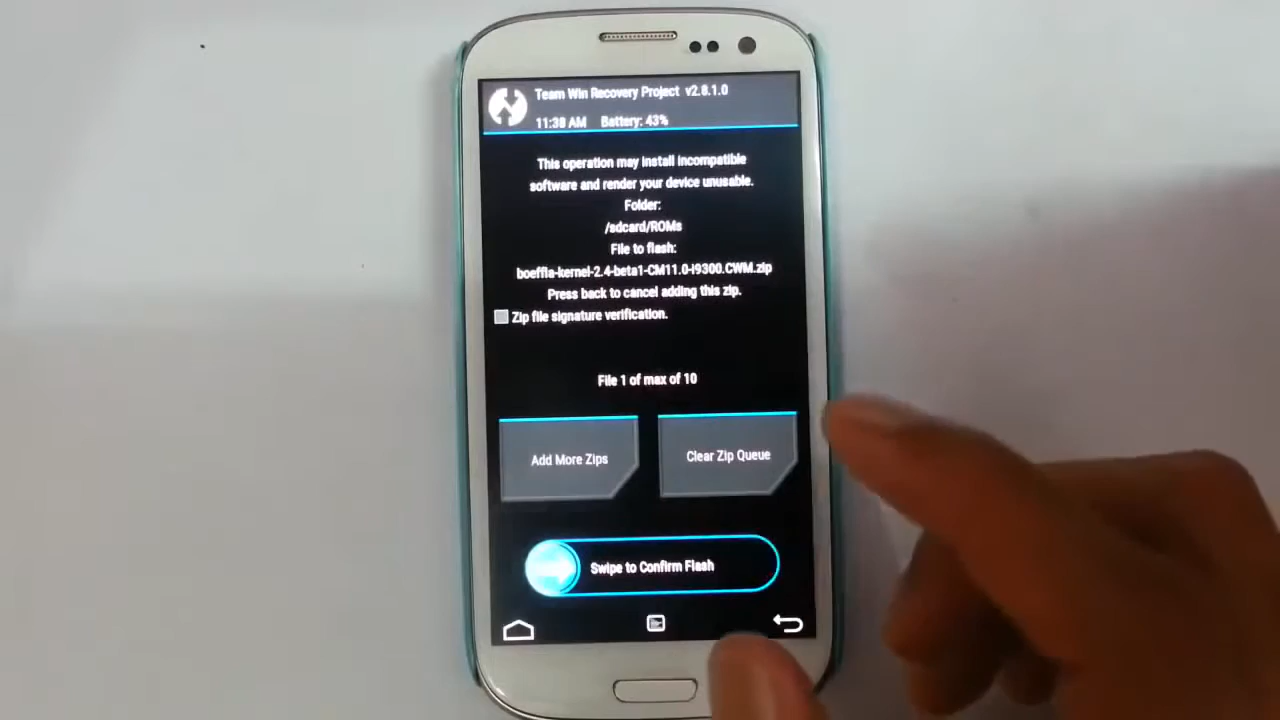 Team Win Recovery Project v2.8.1.0
11:38 AM Battery: 43%
This operation may install incompatible
software and render your device unusable.
Folder:
/sdcard/ROMs
File to flash:
boeffla-kernel-2.4-beta1-CM11.0-i9300.CWM.zip
Press back to cancel adding this zip.
Zip file signature verification.
File 1 of max of 10
Add More Zips
Clear Zip Queue
Swipe to Confirm Flash